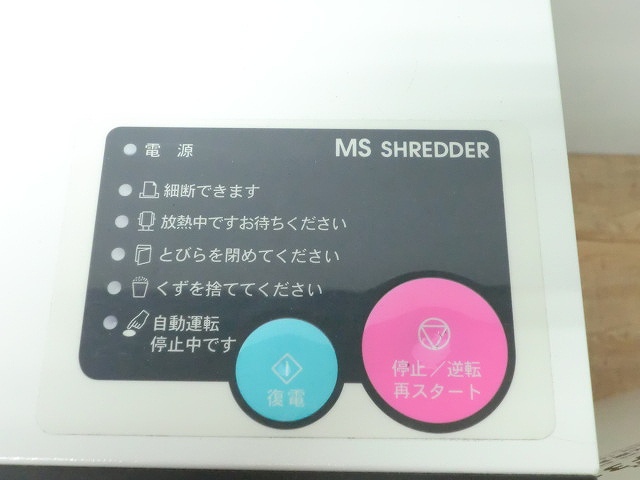 電 源
MS SHREDDER
細断できます
放熱中ですお待ちください
とびらを閉めてください
くずを捨ててください
自動運転
停止中です
復電
停止／逆転
再スタート